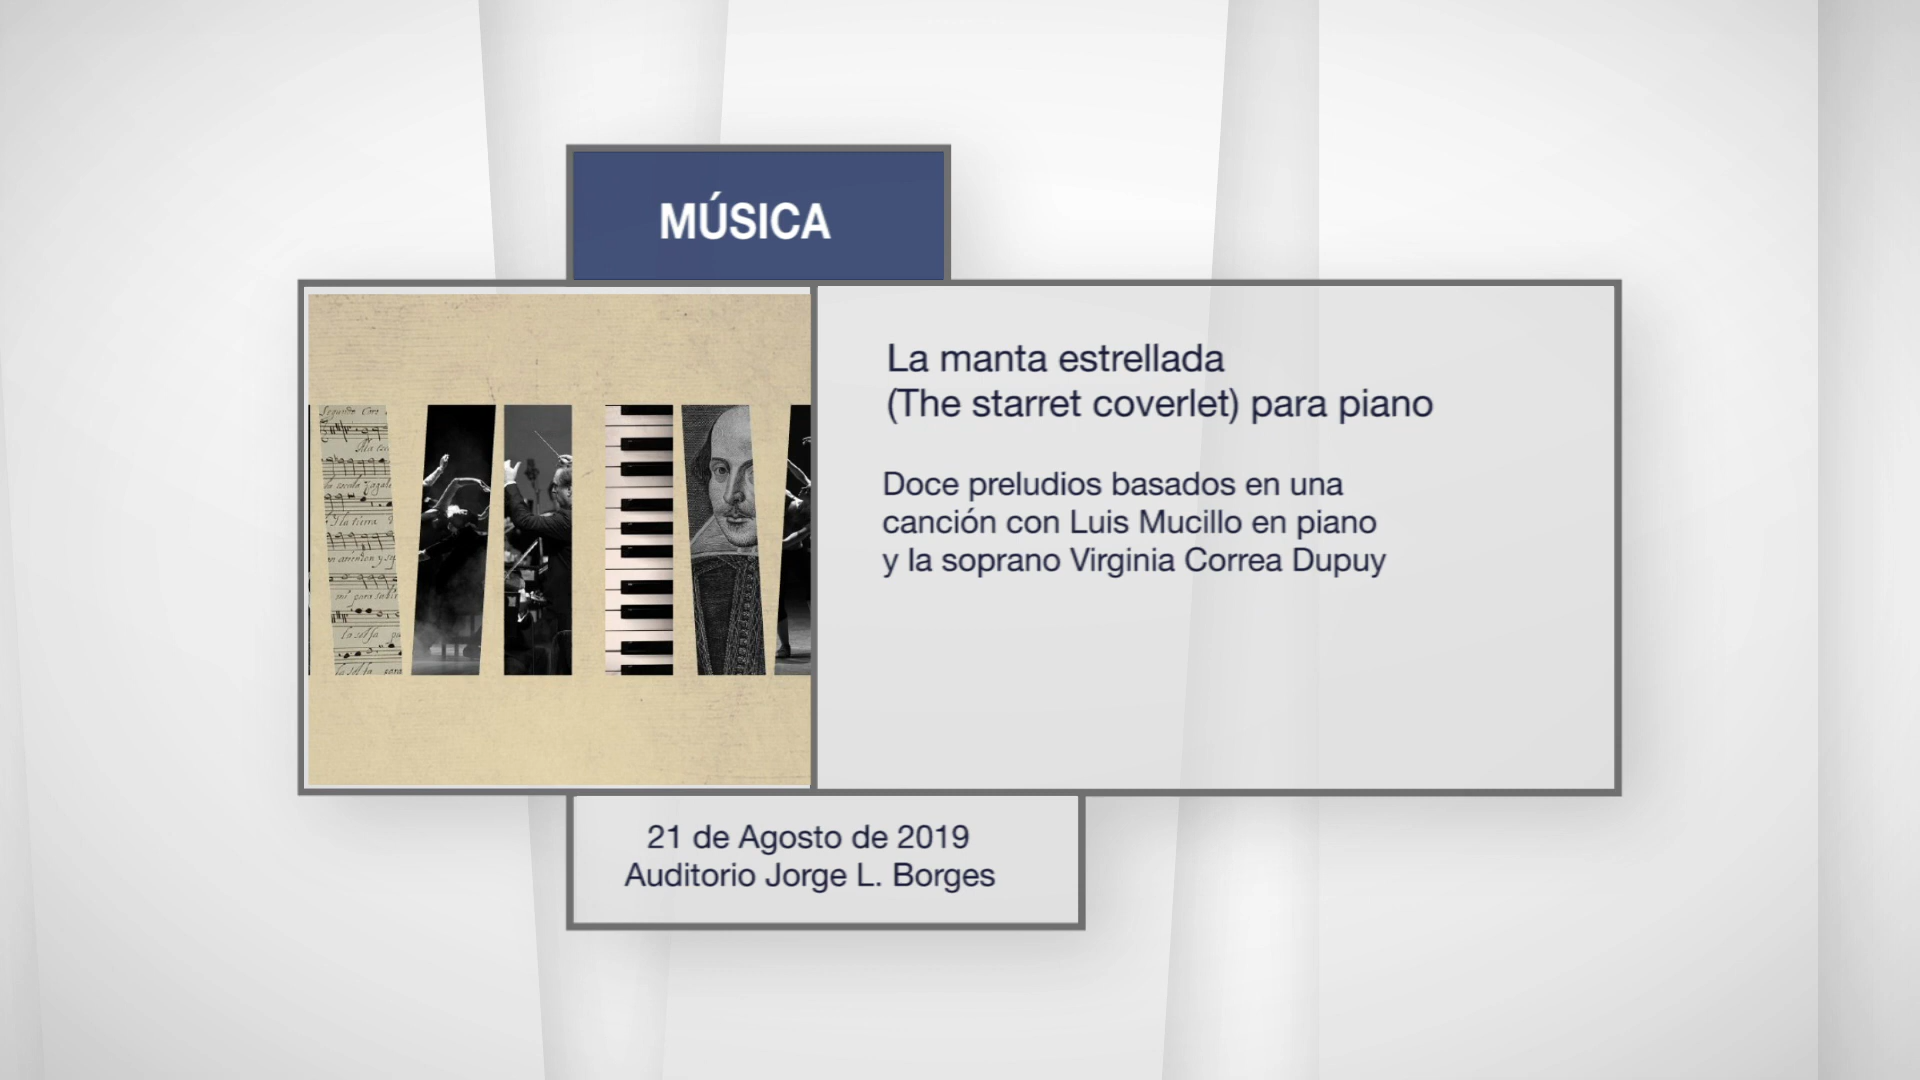 MÚSICA
La manta estrellada
(The starret coverlet) para piano
Doce preludios basados en una
canción con Luis Mucillo en piano
y la soprano Virginia Correa Dupuy
21 de Agosto de 2019
Auditorio Jorge L. Borges